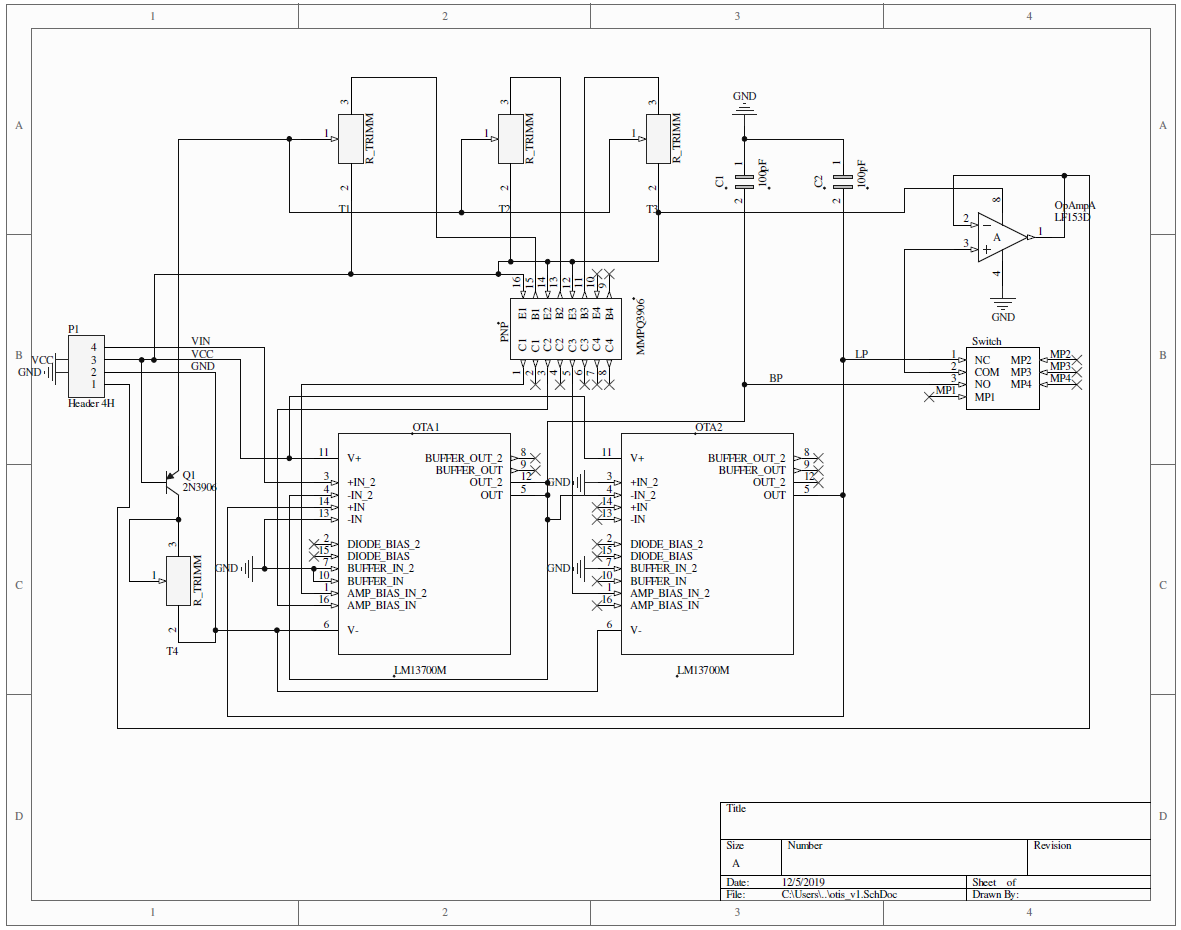 1 2 3 4
A A
B B
C C
D D
GND
3 3 3
1 1 1
R_TRIMM R_TRIMM R_TRIMM
2 2 2
T1 T2 T3
C1 1 2 100pF
C2 1 2 100pF
OpAmpA
LF153D
8
2
A
1
3
4
GND
16 15 14 13 12 11 10 9
E1 B1 E2 B2 E3 B3 E4 B4
PNP
MMPQ3906
C1 C1 C2 C2 C3 C3 C4 C4
1 2 3 4 5 6 7 8
P1
VCC
GND
4 VIN
3 VCC
2 GND
1
Header 4H
Switch
LP 1 NC MP2 MP2
2 COM MP3 MP3
BP 3 NO MP4 MP4
MP1 MP1
OTA1
11 V+
BUFFER_OUT_2 8
BUFFER_OUT 9
3 +IN_2 OUT_2 12
4 -IN_2 OUT 5
14 +IN
13 -IN
2 DIODE_BIAS_2
15 DIODE_BIAS
GND 7 BUFFER_IN_2
10 BUFFER_IN
1 AMP_BIAS_IN_2
16 AMP_BIAS_IN
6 V-
LM13700M
OTA2
11 V+
BUFFER_OUT_2 8
BUFFER_OUT 9
GND 3 +IN_2 OUT_2 12
4 -IN_2 OUT 5
14 +IN
13 -IN
2 DIODE_BIAS_2
15 DIODE_BIAS
GND 7 BUFFER_IN_2
10 BUFFER_IN
1 AMP_BIAS_IN_2
16 AMP_BIAS_IN
6 V-
LM13700M
Q1
2N3906
3
1
R_TRIMM
2
T4
Title
Size Number Revision
A
Date: 12/5/2019 Sheet of
File: C:\Users\..\otis_v1.SchDoc Drawn By:
1 2 3 4